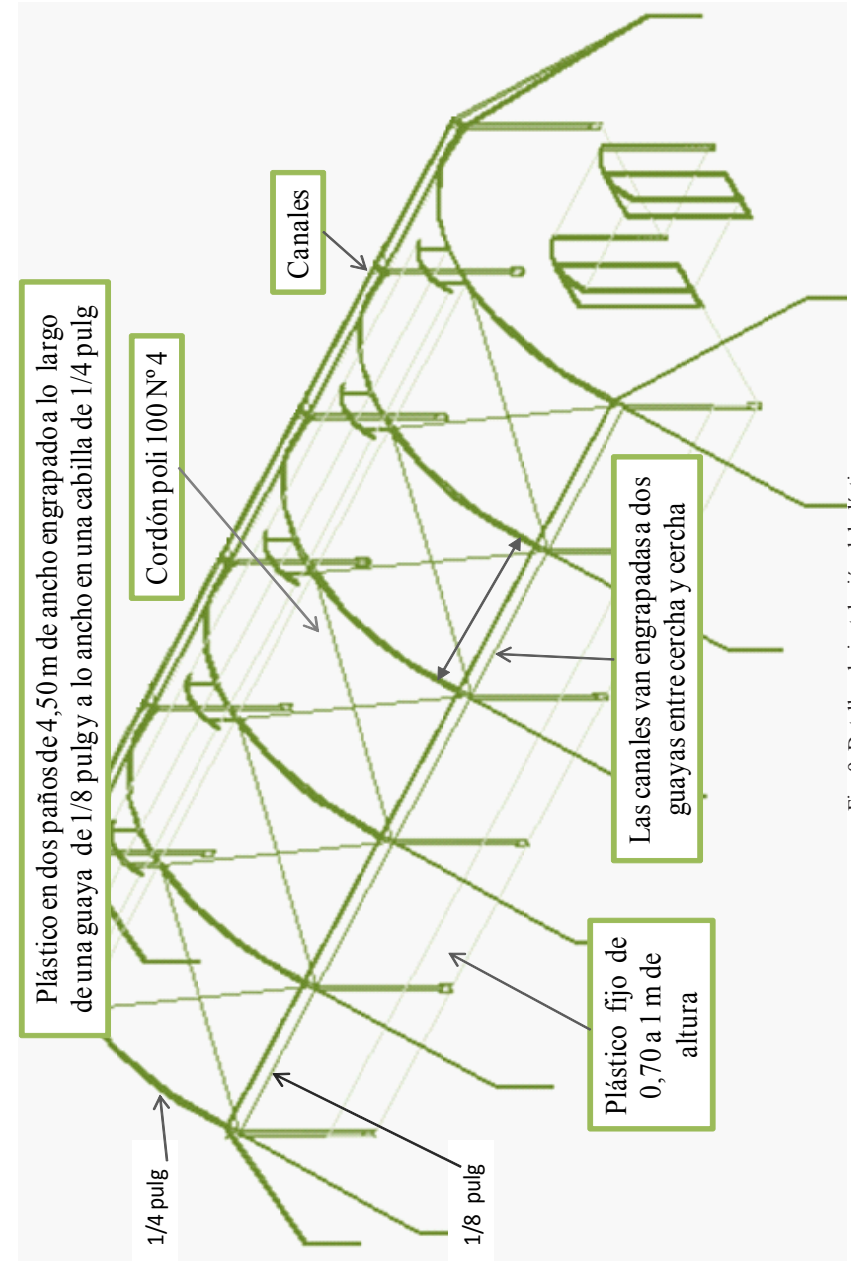 Plástico en dos paños de 4,50 m de ancho engrapado a lo largo
de una guaya de 1/8 pulg y a lo ancho en una cabilla de 1/4 pulg
Cordón poli 100 Nº 4
Canales
1/4 pulg
1/8 pulg
Plástico fijo de
0,70 a 1 m de
altura
Las canales van engrapadas a dos
guayas entre cercha y cercha